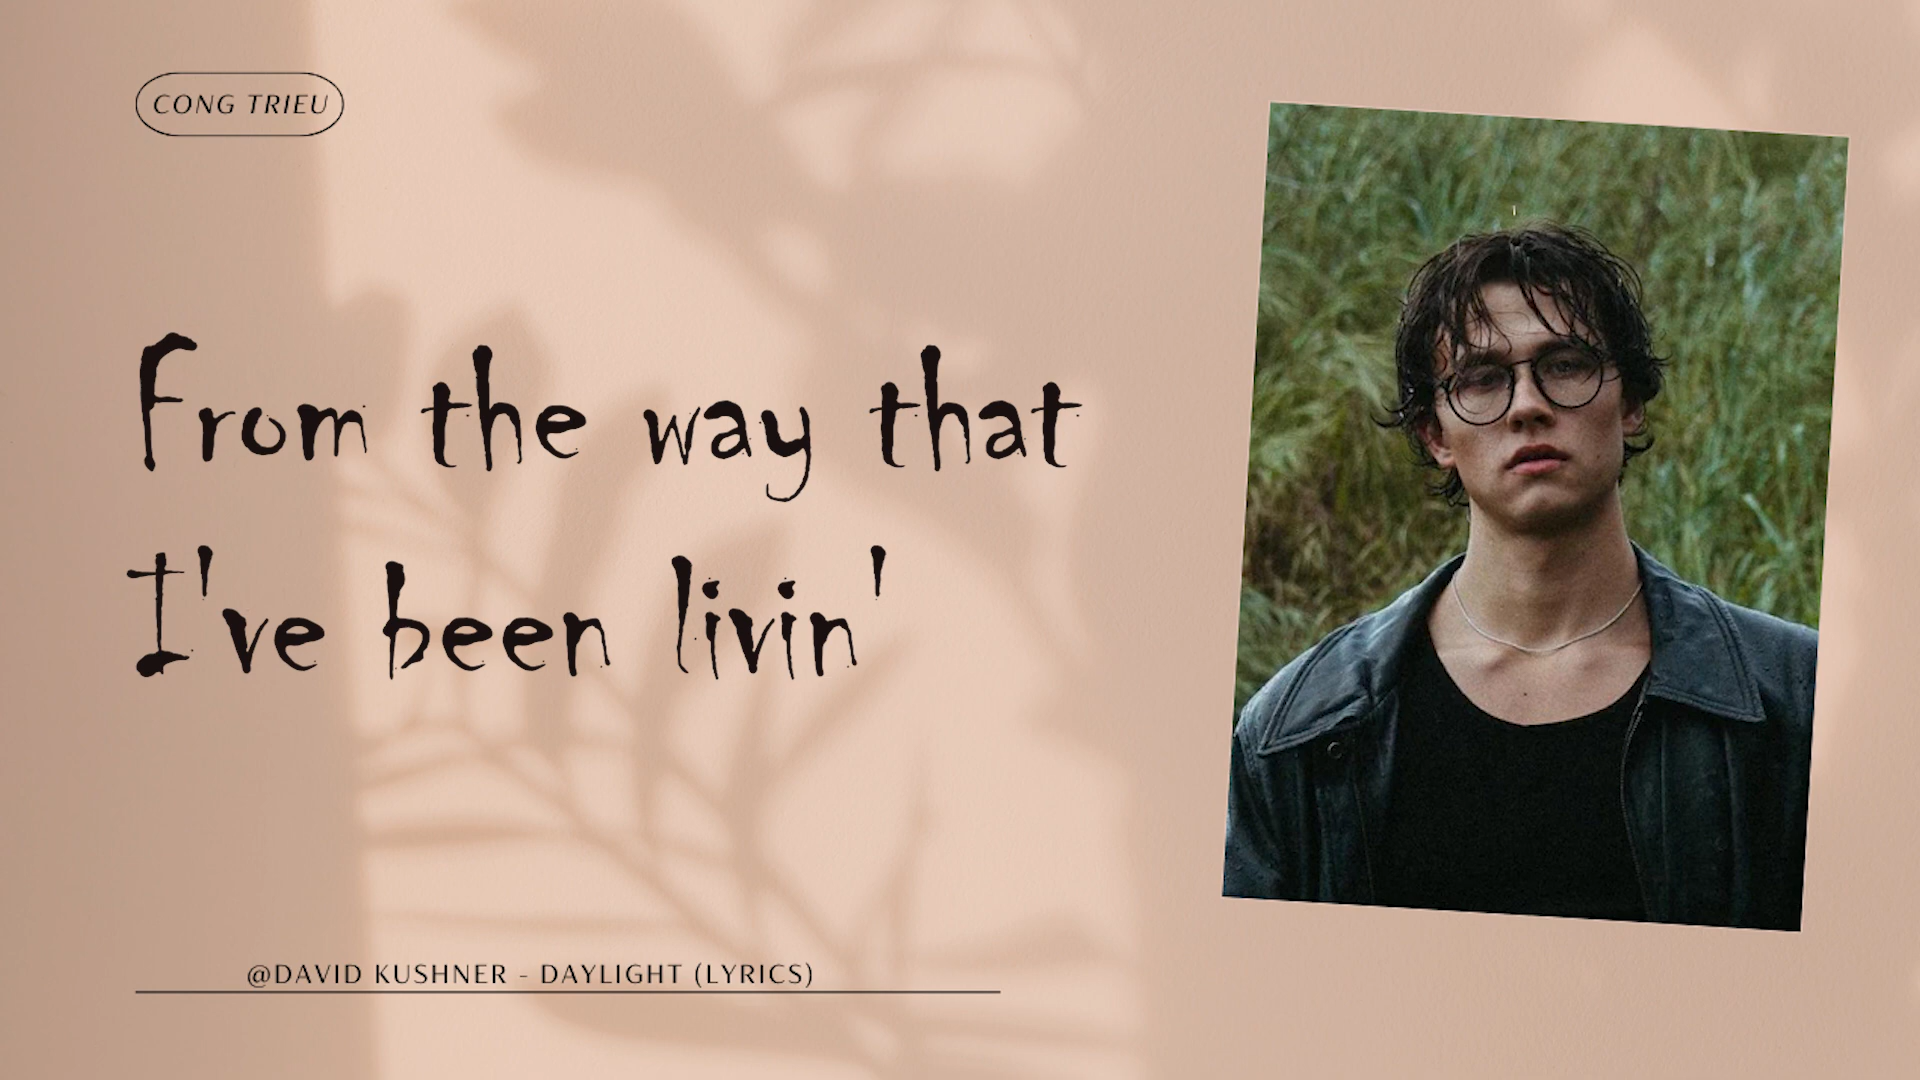 CONG TRIEU
From the way that
I've been livin'
@DAVID KUSHNER - DAYLIGHT (LYRICS)